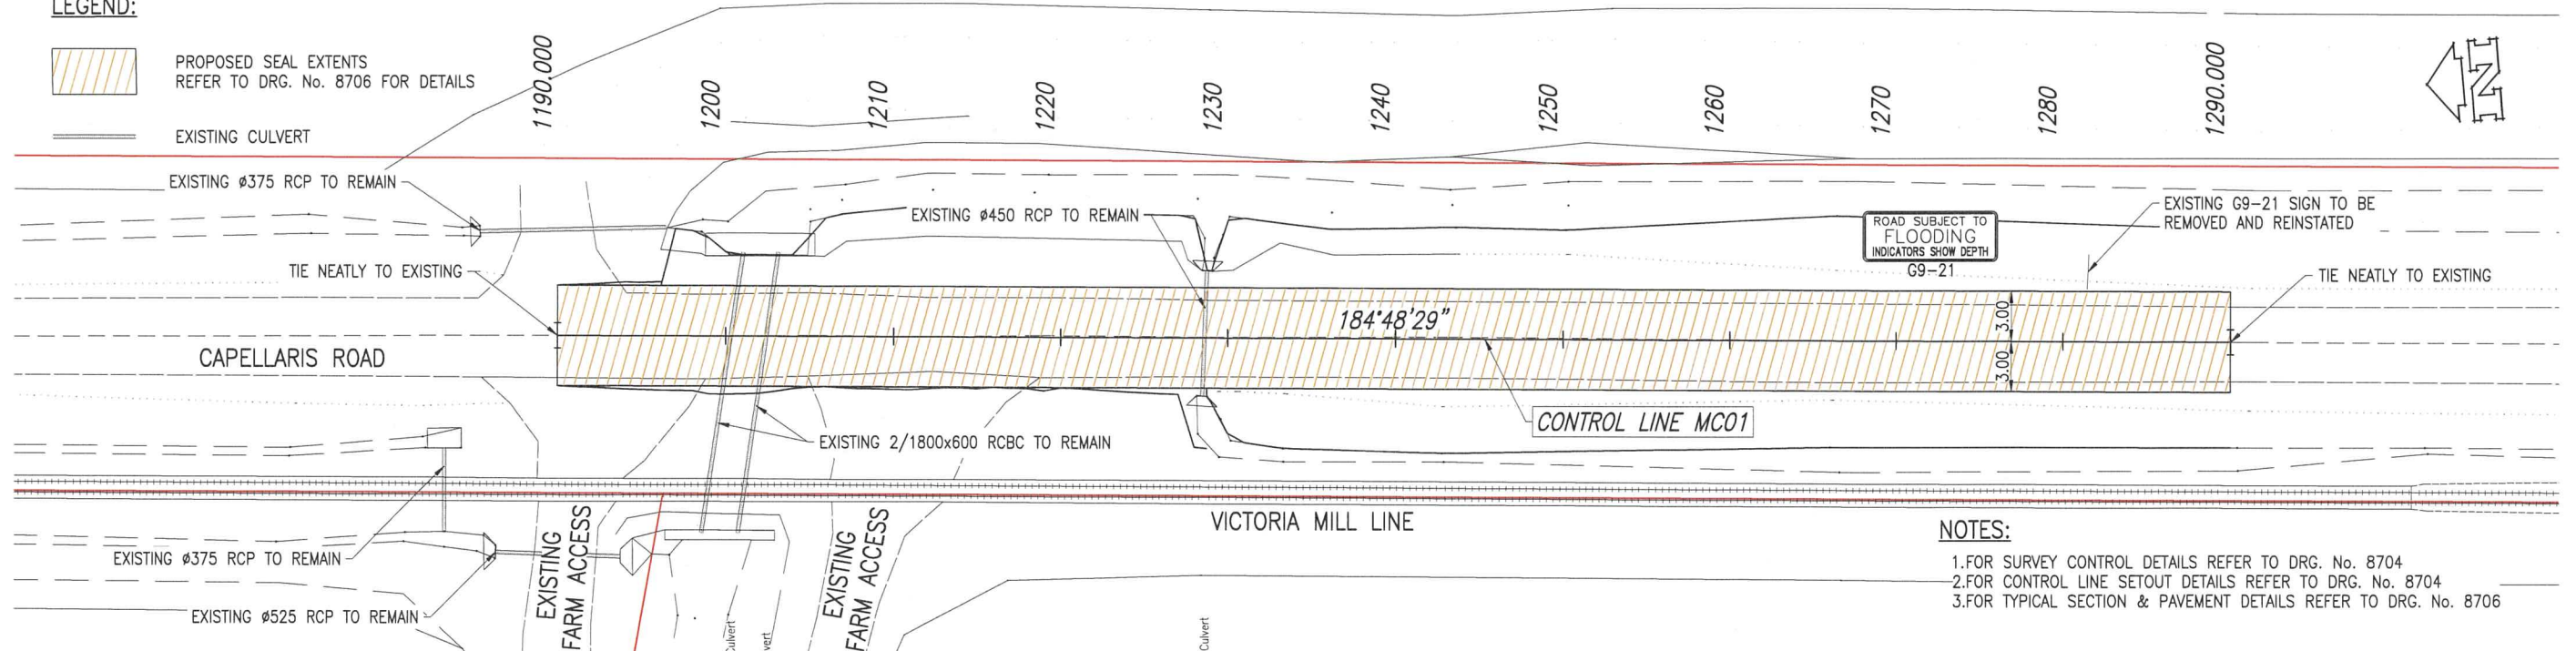 LEGEND:
PROPOSED SEAL EXTENTS
REFER TO DRG. No. 8706 FOR DETAILS
EXISTING CULVERT
1190.000
1200
1210
1220
1230
1240
1250
1260
1270
1280
1290.000
N
EXISTING ø375 RCP TO REMAIN
EXISTING ø450 RCP TO REMAIN
ROAD SUBJECT TO
FLOODING
INDICATORS SHOW DEPTH
G9-21
EXISTING G9-21 SIGN TO BE
REMOVED AND REINSTATED
TIE NEATLY TO EXISTING
TIE NEATLY TO EXISTING
184°48'29"
3.00
3.00
CAPELLARIS ROAD
CONTROL LINE MC01
EXISTING 2/1800x600 RCBC TO REMAIN
VICTORIA MILL LINE
EXISTING ø375 RCP TO REMAIN
EXISTING ø525 RCP TO REMAIN
EXISTING
FARM ACCESS
EXISTING
FARM ACCESS
Culvert
vert
Culvert
NOTES:
1.FOR SURVEY CONTROL DETAILS REFER TO DRG. No. 8704
2.FOR CONTROL LINE SETOUT DETAILS REFER TO DRG. No. 8704
3.FOR TYPICAL SECTION & PAVEMENT DETAILS REFER TO DRG. No. 8706